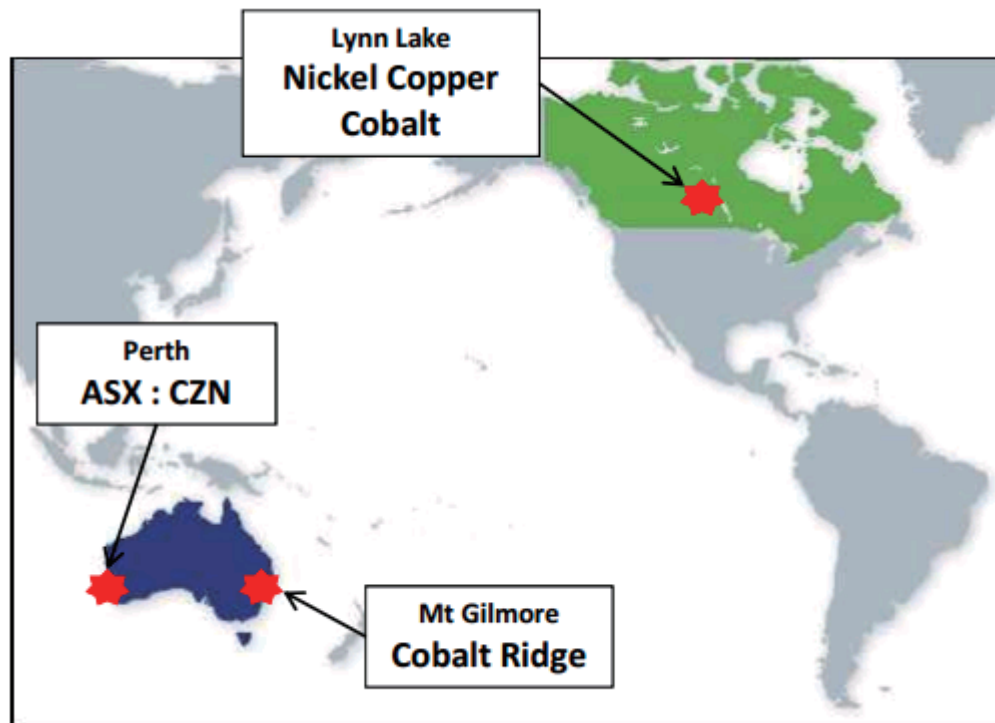 Lynn Lake
Nickel Copper
Cobalt
Perth
ASX : CZN
Mt Gilmore
Cobalt Ridge